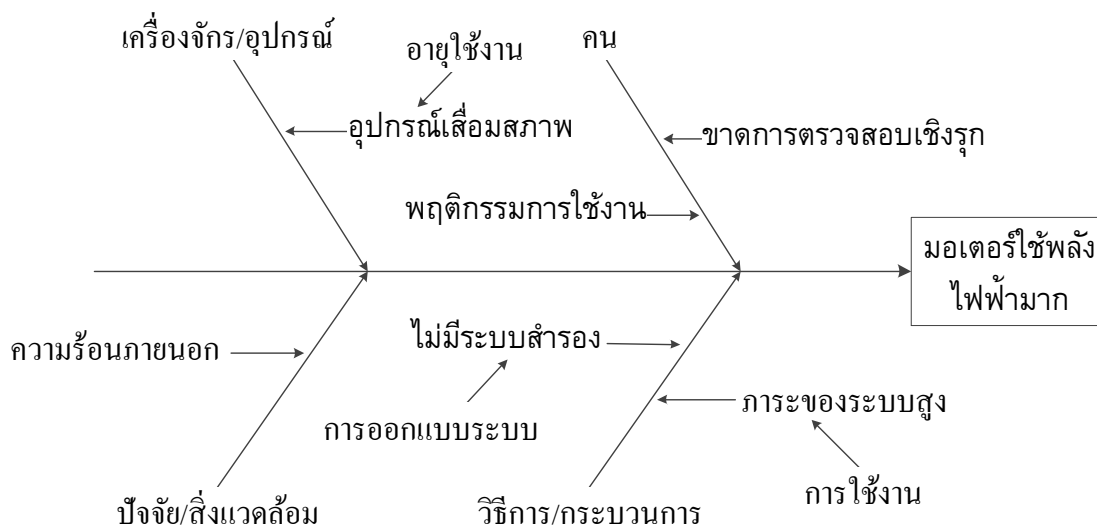 เครื่องจักร/อุปกรณ์
อายุใช้งาน
คน
อุปกรณ์เสื่อมสภาพ
ขาดการตรวจสอบเชิงรุก
พฤติกรรมการใช้งาน
มอเตอร์ใช้พลัง
ไฟฟ้ามาก
ความร้อนภายนอก
ไม่มีระบบสำรอง
ภาระของระบบสูง
การออกแบบระบบ
การใช้งาน
ปัจจัย/สิ่งแวดล้อม
วิธีการ/กระบวนการ